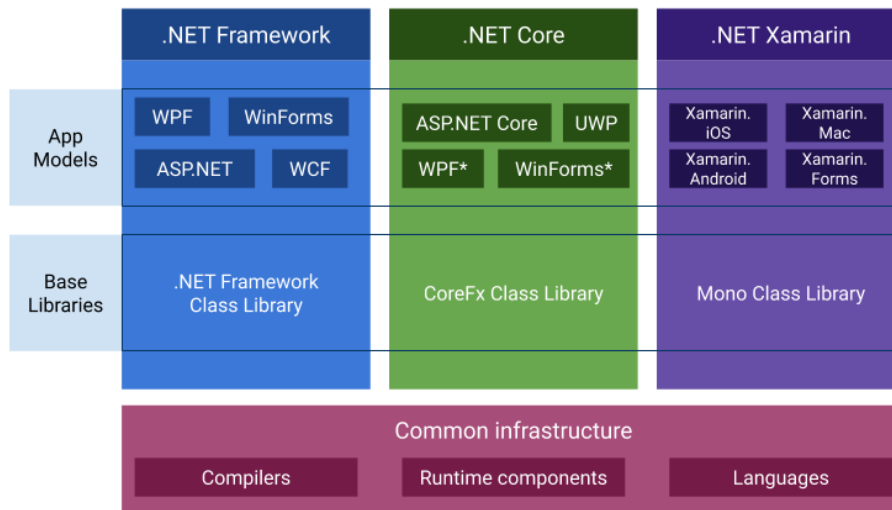 .NET Framework
.NET Core
.NET Xamarin
App
Models
WPF
WinForms
ASP.NET
WCF
ASP.NET Core
UWP
WPF*
WinForms*
Xamarin.
iOS
Xamarin.
Mac
Xamarin.
Android
Xamarin.
Forms
Base
Libraries
.NET Framework
Class Library
CoreFx Class Library
Mono Class Library
Common infrastructure
Compilers
Runtime components
Languages